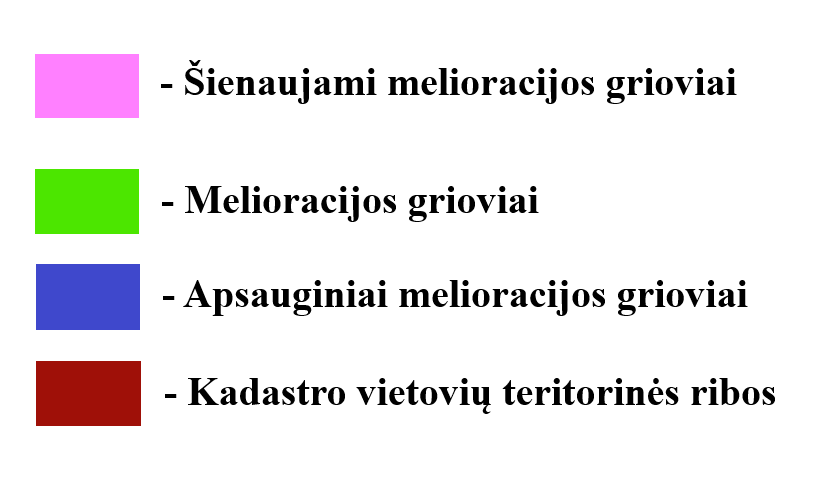 - Šienaujami melioracijos grioviai
- Melioracijos grioviai
- Apsauginiai melioracijos grioviai
- Kadastro vietovių teritorinės ribos